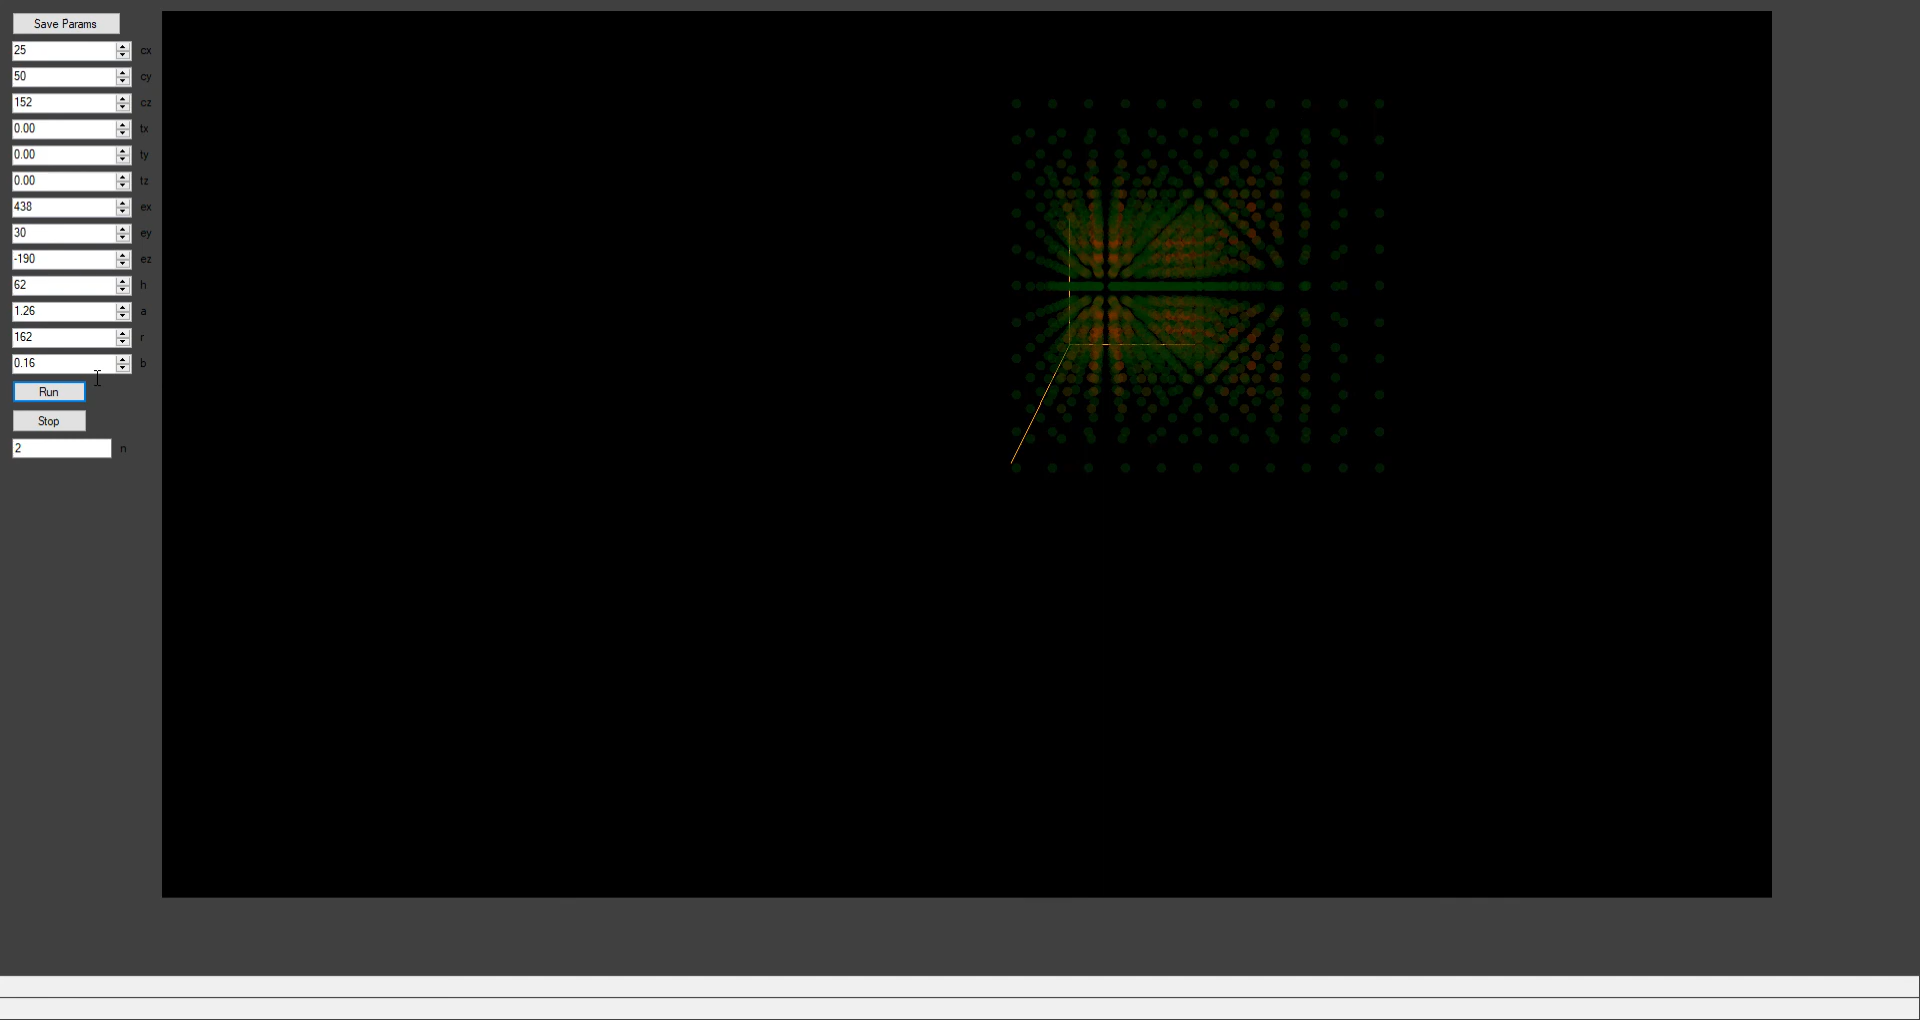 Save Params
25 cx
50 cy
152 cz
0.00 tx
0.00 ty
0.00 tz
438 ex
30 ey
-190 ez
62 h
1.26 a
162 r
0.16 b
Run
Stop
2 n